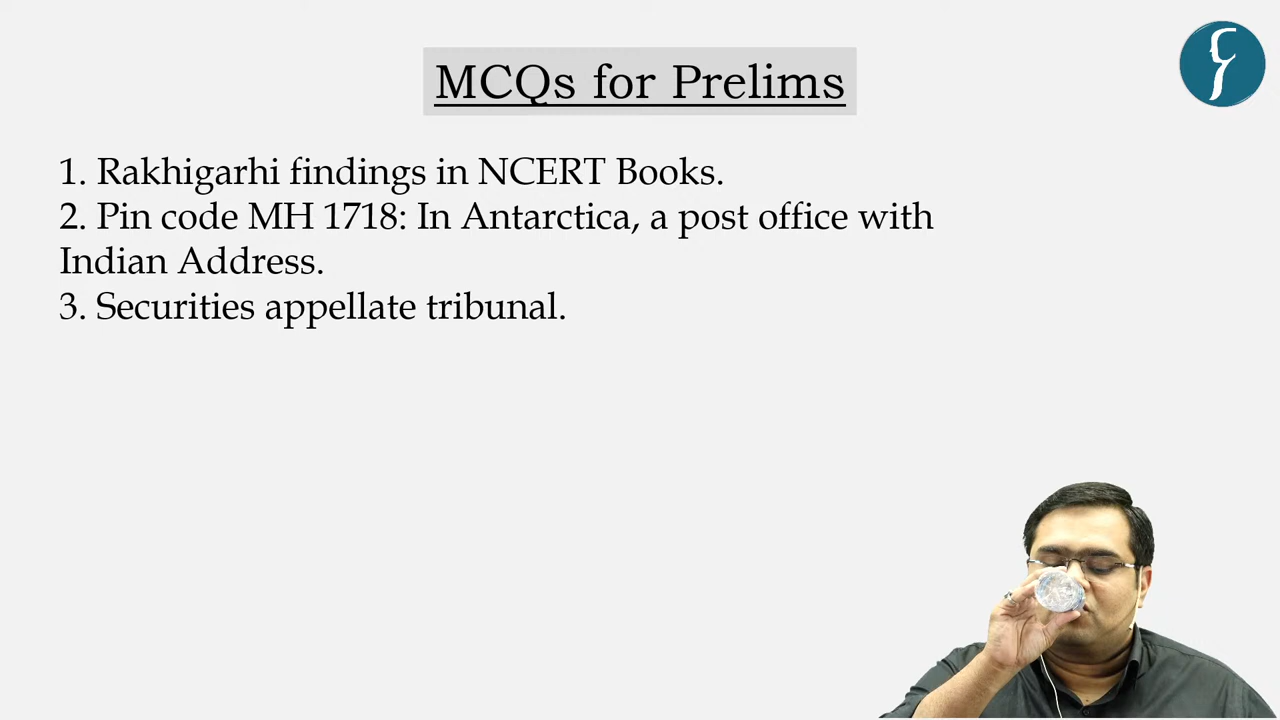 MCQs for Prelims
1. Rakhigarhi findings in NCERT Books.
2. Pin code MH 1718: In Antarctica, a post office with
Indian Address.
3. Securities appellate tribunal.